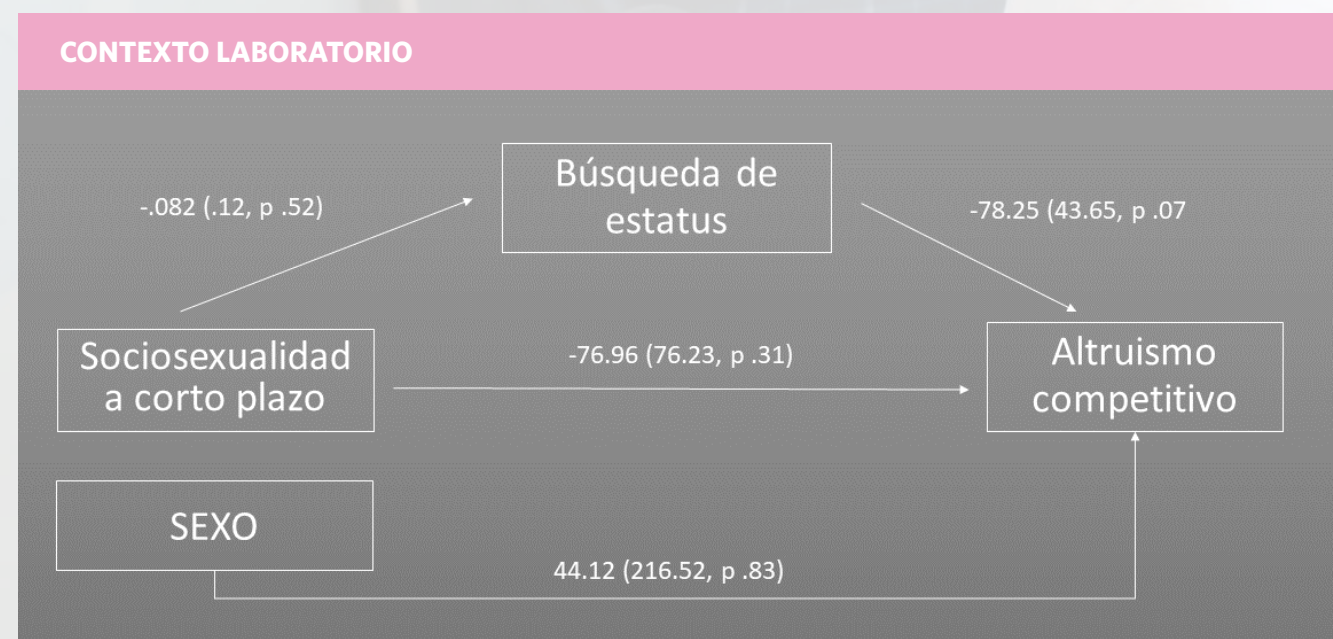 CONTEXTO LABORATORIO
Búsqueda de
estatus
-.082 (.12, p .52)
-78.25 (43.65, p .07
Sociosexualidad
a corto plazo
-76.96 (76.23, p .31)
Altruismo
competitivo
SEXO
44.12 (216.52, p .83)